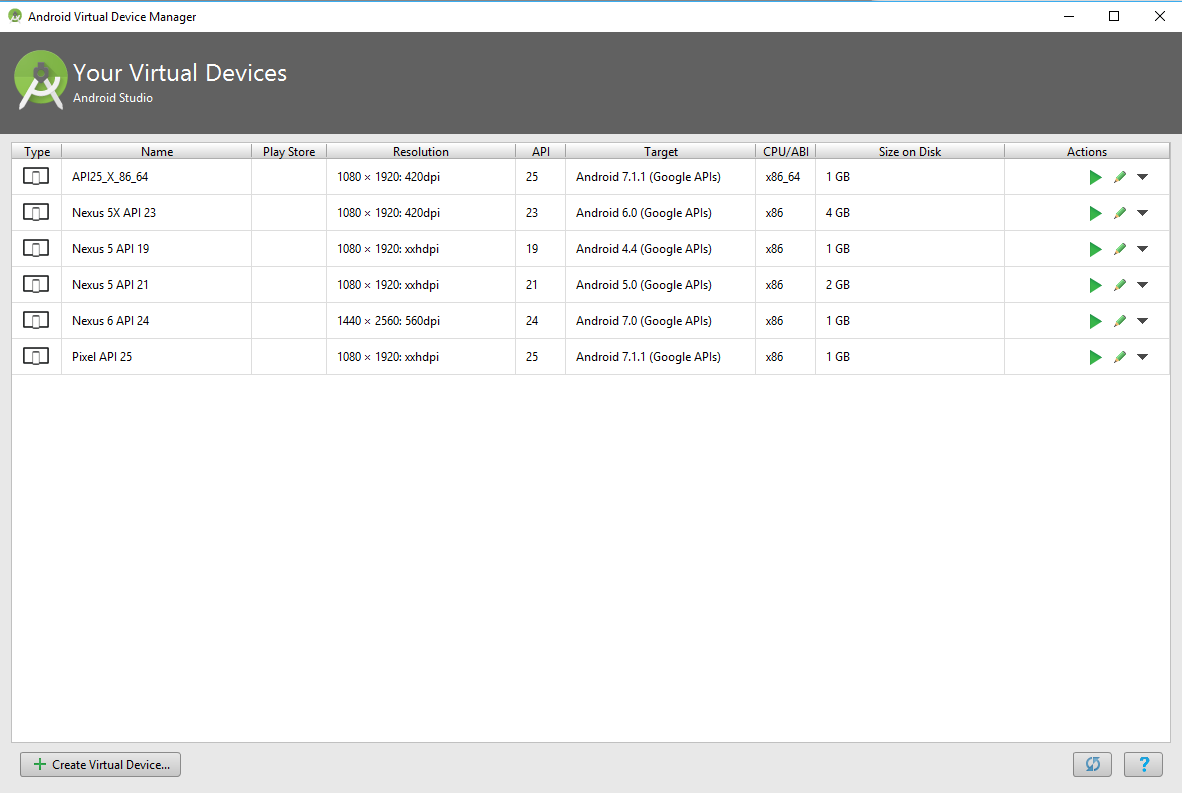 Android Virtual Device Manager
Your Virtual Devices
Android Studio
Type Name Play Store Resolution API Target CPU/ABI Size on Disk Actions
API25_X_86_64 1080 × 1920: 420dpi 25 Android 7.1.1 (Google APIs) x86_64 1 GB
Nexus 5X API 23 1080 × 1920: 420dpi 23 Android 6.0 (Google APIs) x86 4 GB
Nexus 5 API 19 1080 × 1920: xxhdpi 19 Android 4.4 (Google APIs) x86 1 GB
Nexus 5 API 21 1080 × 1920: xxhdpi 21 Android 5.0 (Google APIs) x86 2 GB
Nexus 6 API 24 1440 × 2560: 560dpi 24 Android 7.0 (Google APIs) x86 1 GB
Pixel API 25 1080 × 1920: xxhdpi 25 Android 7.1.1 (Google APIs) x86 1 GB
Create Virtual Device... ?